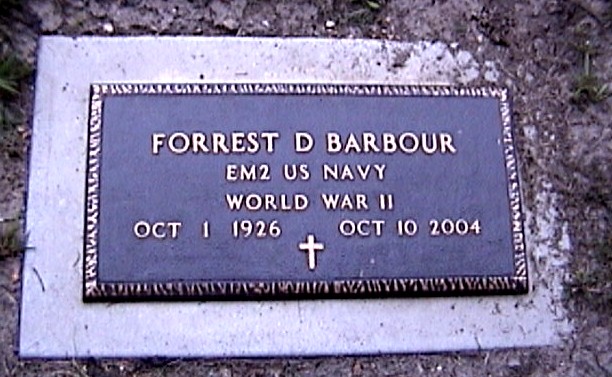 FORREST D BARBOUR
EM2 US NAVY
WORLD WAR II
OCT 1 1926 OCT 10 2004